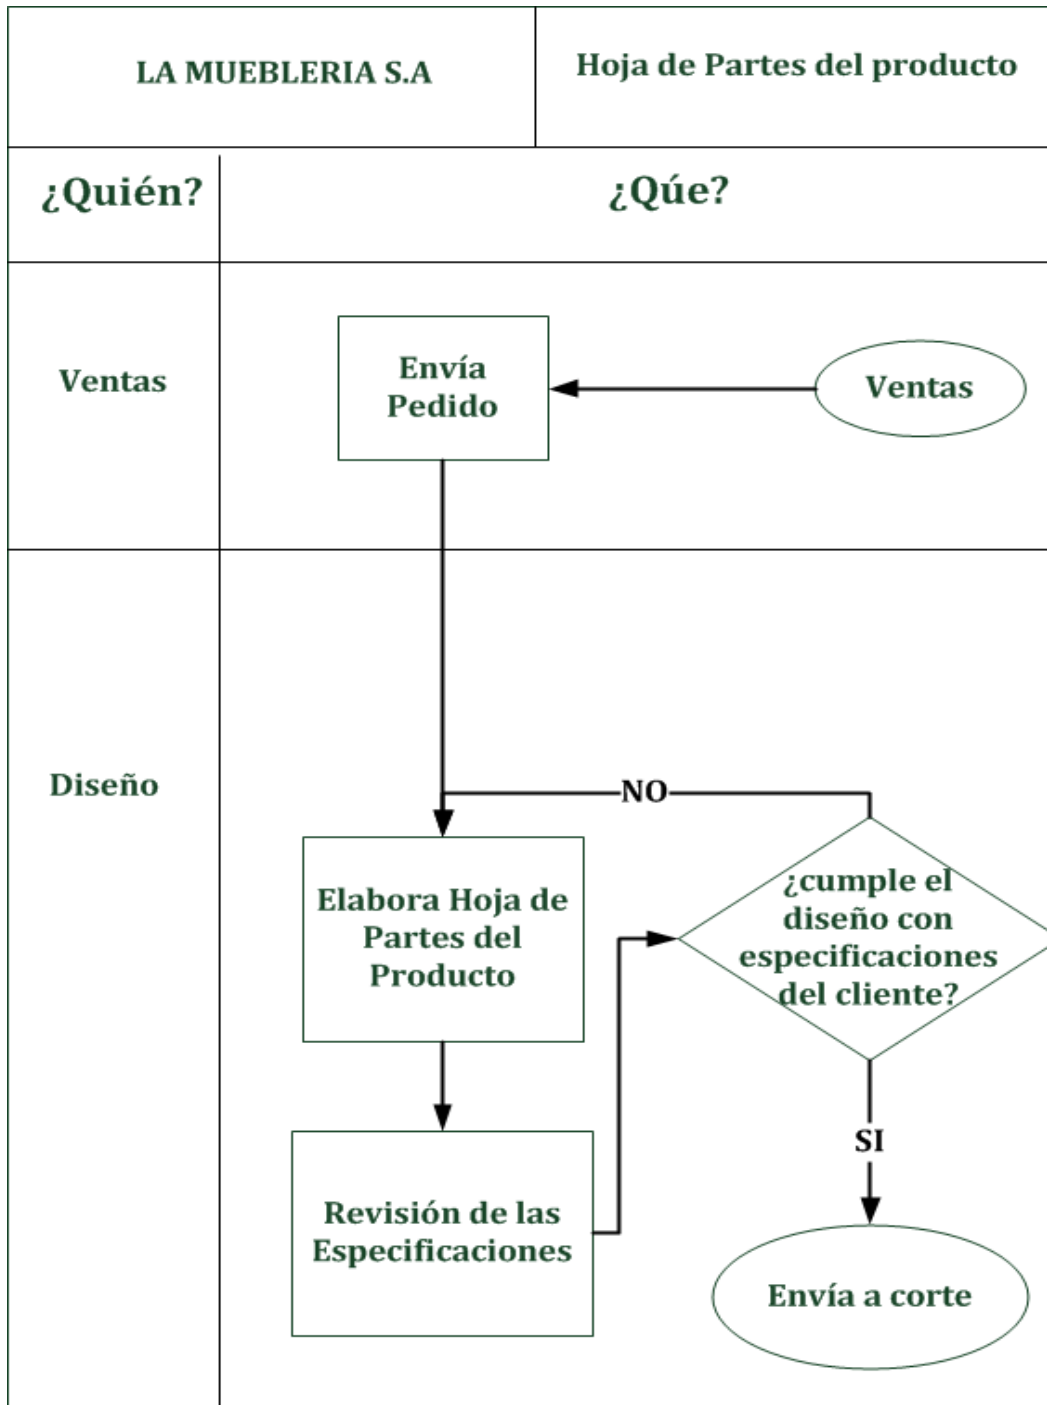 LA MUEBLERIA S.A
Hoja de Partes del producto
¿Quién?
¿Qúe?
Ventas
Envía
Pedido
Ventas
Diseño
NO
Elabora Hoja de
Partes del
Producto
¿cumple el
diseño con
especificaciones
del cliente?
SI
Revisión de las
Especificaciones
Envía a corte